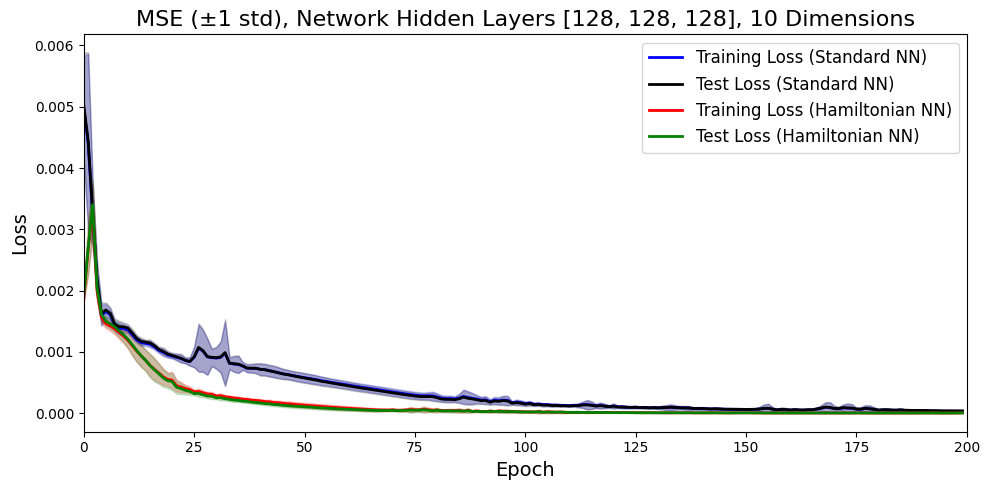 MSE (±1 std), Network Hidden Layers [128, 128, 128], 10 Dimensions
Training Loss (Standard NN)
Test Loss (Standard NN)
Training Loss (Hamiltonian NN)
Test Loss (Hamiltonian NN)
Loss
0.006
0.005
0.004
0.003
0.002
0.001
0.000
0 25 50 75 100 125 150 175 200
Epoch